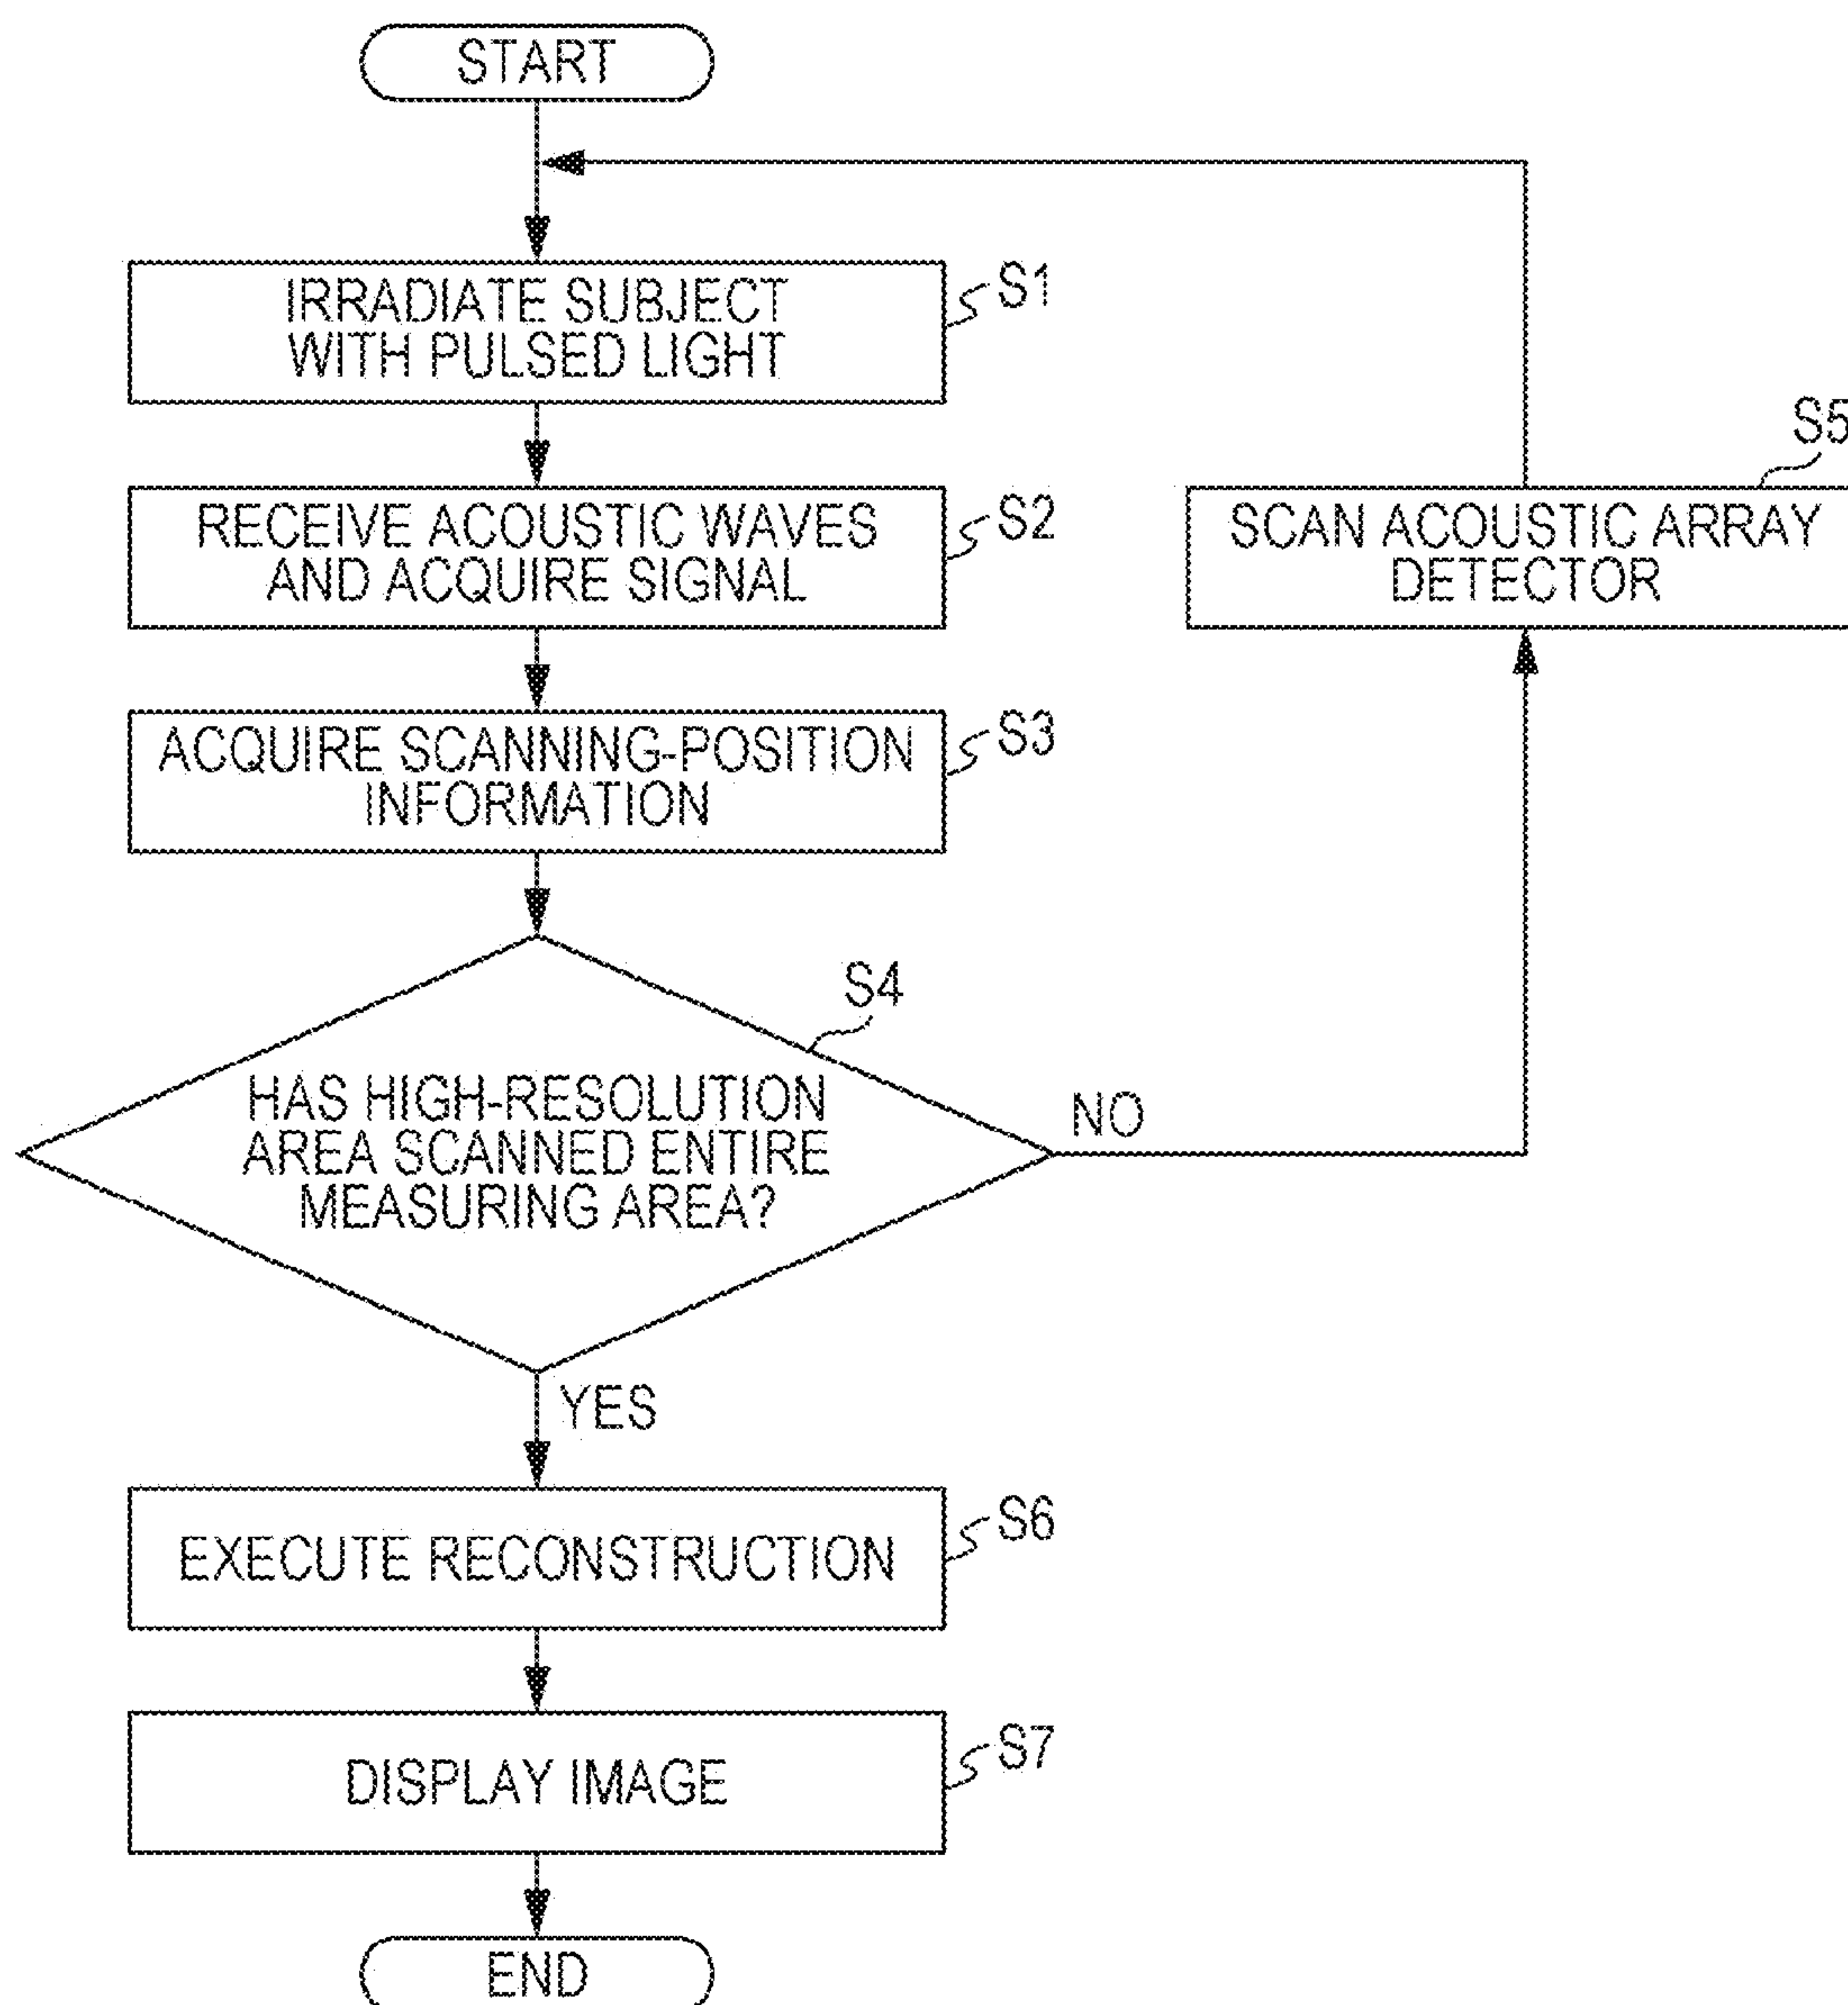 START
IRRADIATE SUBJECT
WITH PULSED LIGHT
S1
RECEIVE ACOUSTIC WAVES
AND ACQUIRE SIGNAL
S2
SCAN ACOUSTIC ARRAY
DETECTOR
S5
ACQUIRE SCANNING-POSITION
INFORMATION
S3
HAS HIGH-RESOLUTION
AREA SCANNED ENTIRE
MEASURING AREA?
S4
NO
YES
EXECUTE RECONSTRUCTION
S6
DISPLAY IMAGE
S7
END